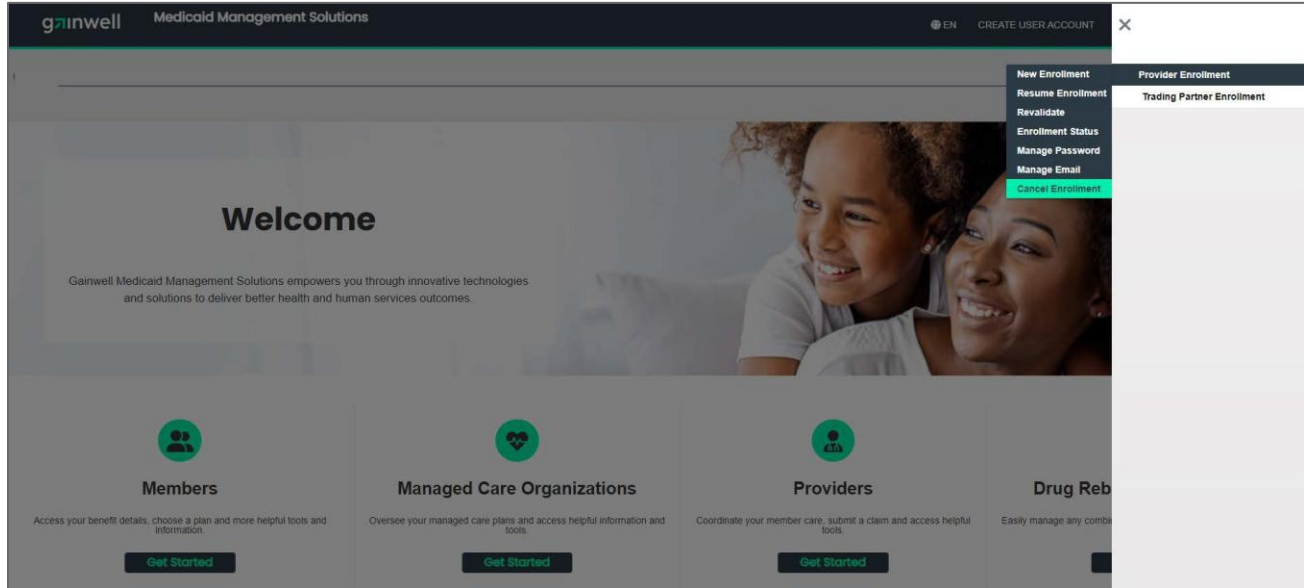 gainwell
Medicaid Management Solutions
EN
CREATE USER ACCOUNT
New Enrollment
Resume Enrollment
Revalidate
Enrollment Status
Manage Password
Manage Email
Cancel Enrollment
Provider Enrollment
Trading Partner Enrollment
Welcome
Gainwell Medicaid Management Solutions empowers you through innovative technologies
and solutions to deliver better health and human services outcomes.
Members
Access your benefit details, choose a plan and more helpful tools and
information.
Get Started
Managed Care Organizations
Oversee your managed care plans and access helpful information and
tools.
Get Started
Providers
Coordinate your member care, submit a claim and access helpful
tools.
Get Started
Drug Reb
Easily manage any combi